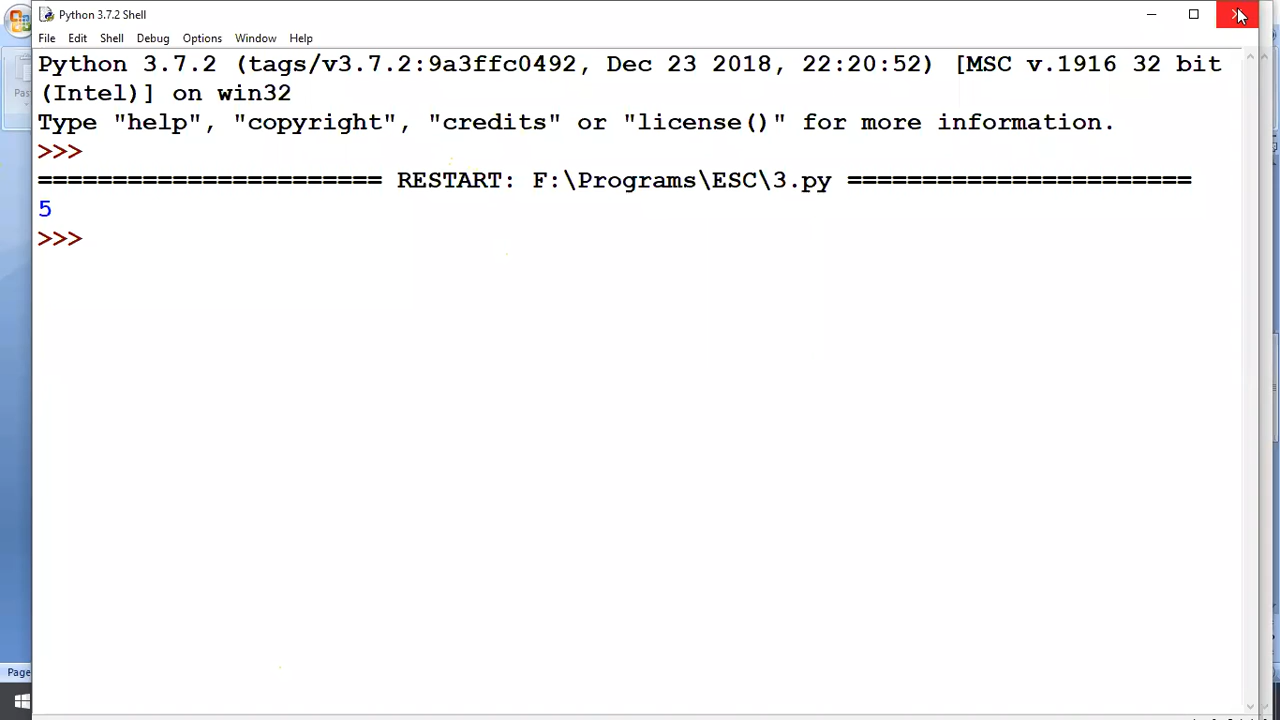 Python 3.7.2 Shell
File Edit Shell Debug Options Window Help
Python 3.7.2 (tags/v3.7.2:9a3ffc0492, Dec 23 2018, 22:20:52) [MSC v.1916 32 bit
(Intel)] on win32
Type "help", "copyright", "credits" or "license()" for more information.
>>>
======================= RESTART: F:\Programs\ESC\3.py =======================
5
>>>
Page